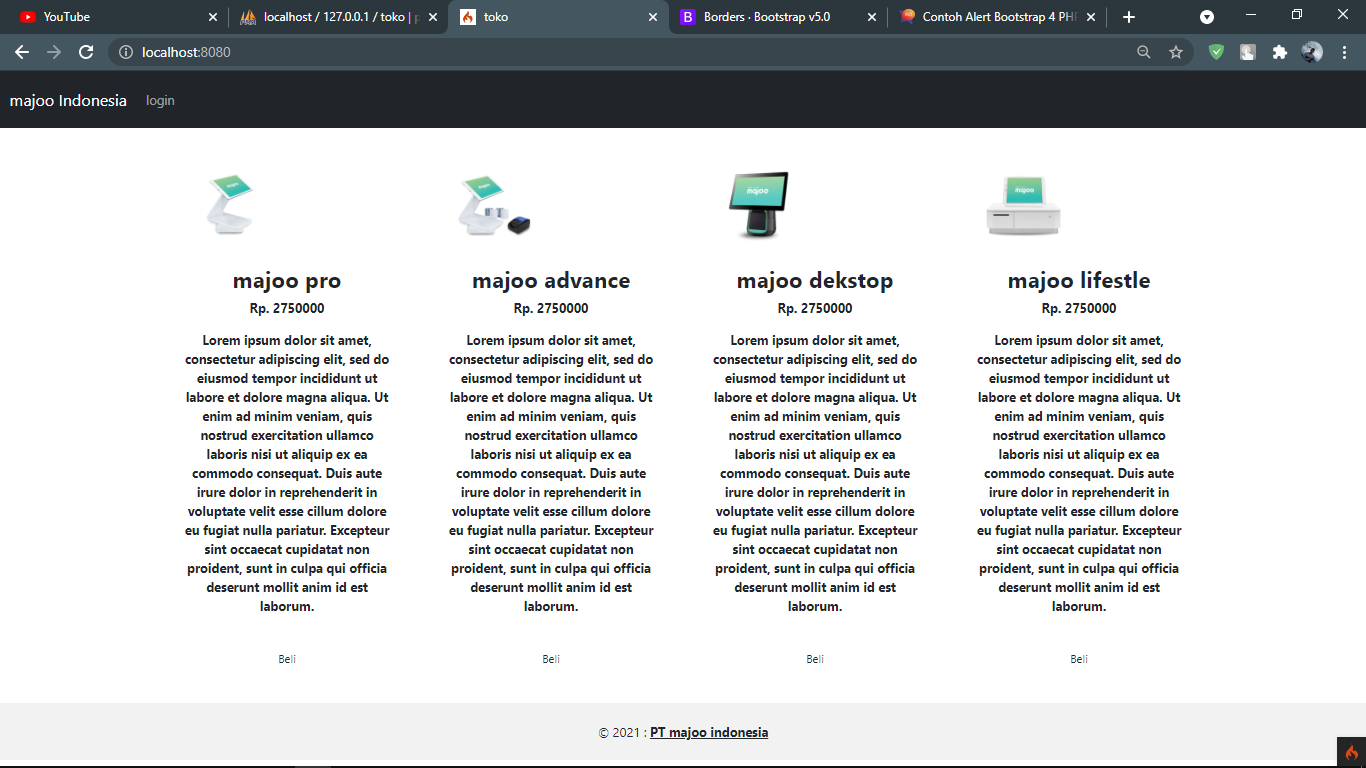 YouTube
localhost / 127.0.0.1 / toko | p
toko
Borders · Bootstrap v5.0
Contoh Alert Bootstrap 4 PHP
localhost:8080
majoo Indonesia login
majoo
majoo
majoo
majoo
majoo pro
Rp. 2750000
Lorem ipsum dolor sit amet,
consectetur adipiscing elit, sed do
eiusmod tempor incididunt ut
labore et dolore magna aliqua. Ut
enim ad minim veniam, quis
nostrud exercitation ullamco
laboris nisi ut aliquip ex ea
commodo consequat. Duis aute
irure dolor in reprehenderit in
voluptate velit esse cillum dolore
eu fugiat nulla pariatur. Excepteur
sint occaecat cupidatat non
proident, sunt in culpa qui officia
deserunt mollit anim id est
laborum.
Beli
majoo advance
Rp. 2750000
Lorem ipsum dolor sit amet,
consectetur adipiscing elit, sed do
eiusmod tempor incididunt ut
labore et dolore magna aliqua. Ut
enim ad minim veniam, quis
nostrud exercitation ullamco
laboris nisi ut aliquip ex ea
commodo consequat. Duis aute
irure dolor in reprehenderit in
voluptate velit esse cillum dolore
eu fugiat nulla pariatur. Excepteur
sint occaecat cupidatat non
proident, sunt in culpa qui officia
deserunt mollit anim id est
laborum.
Beli
majoo dekstop
Rp. 2750000
Lorem ipsum dolor sit amet,
consectetur adipiscing elit, sed do
eiusmod tempor incididunt ut
labore et dolore magna aliqua. Ut
enim ad minim veniam, quis
nostrud exercitation ullamco
laboris nisi ut aliquip ex ea
commodo consequat. Duis aute
irure dolor in reprehenderit in
voluptate velit esse cillum dolore
eu fugiat nulla pariatur. Excepteur
sint occaecat cupidatat non
proident, sunt in culpa qui officia
deserunt mollit anim id est
laborum.
Beli
majoo lifestle
Rp. 2750000
Lorem ipsum dolor sit amet,
consectetur adipiscing elit, sed do
eiusmod tempor incididunt ut
labore et dolore magna aliqua. Ut
enim ad minim veniam, quis
nostrud exercitation ullamco
laboris nisi ut aliquip ex ea
commodo consequat. Duis aute
irure dolor in reprehenderit in
voluptate velit esse cillum dolore
eu fugiat nulla pariatur. Excepteur
sint occaecat cupidatat non
proident, sunt in culpa qui officia
deserunt mollit anim id est
laborum.
Beli
© 2021 : PT majoo indonesia